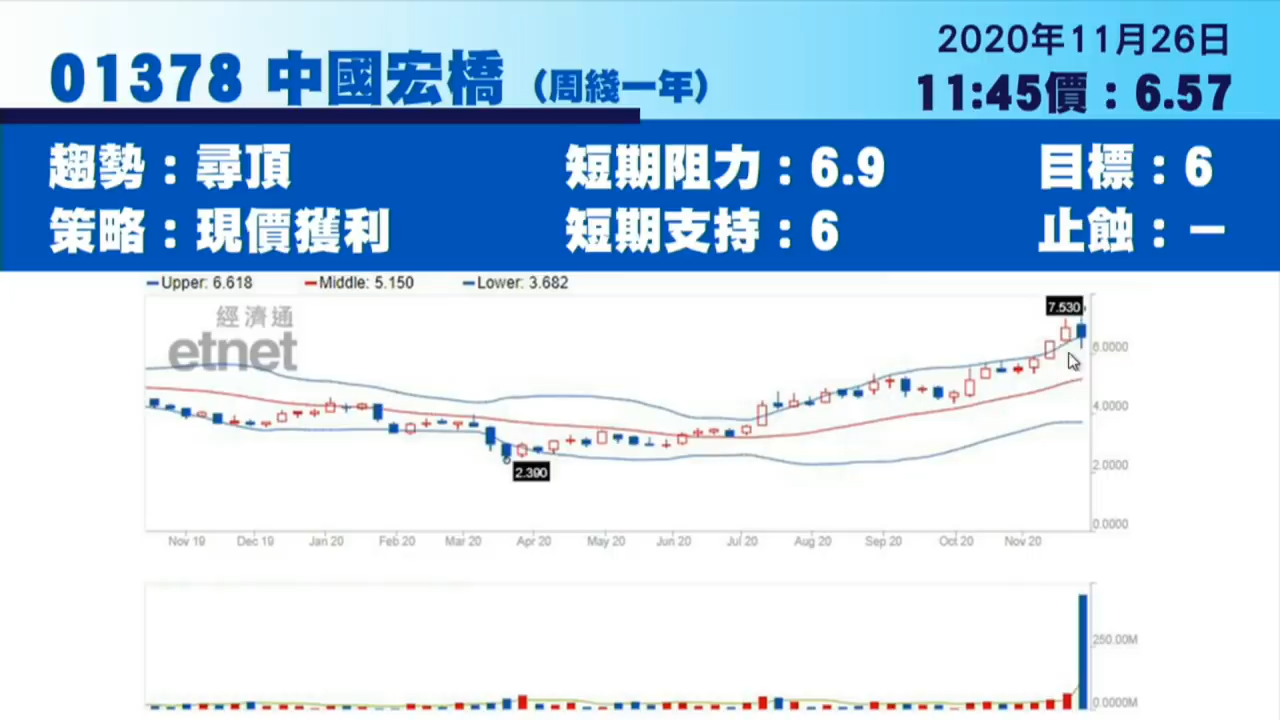 01378 中國宏橋 (周綫一年)
2020年11月26日
11:45價：6.57
趨勢：尋頂
短期阻力：6.9
目標：6
策略：現價獲利
短期支持：6
止蝕：—
Upper: 6.618 Middle: 5.150 Lower: 3.682
經濟通
etnet
7.530
6.0000
4.0000
2.390
2.0000
0.0000
Nov 19 Dec 19 Jan 20 Feb 20 Mar 20 Apr 20 May 20 Jun 20 Jul 20 Aug 20 Sep 20 Oct 20 Nov 20
250.00M
0.0000M